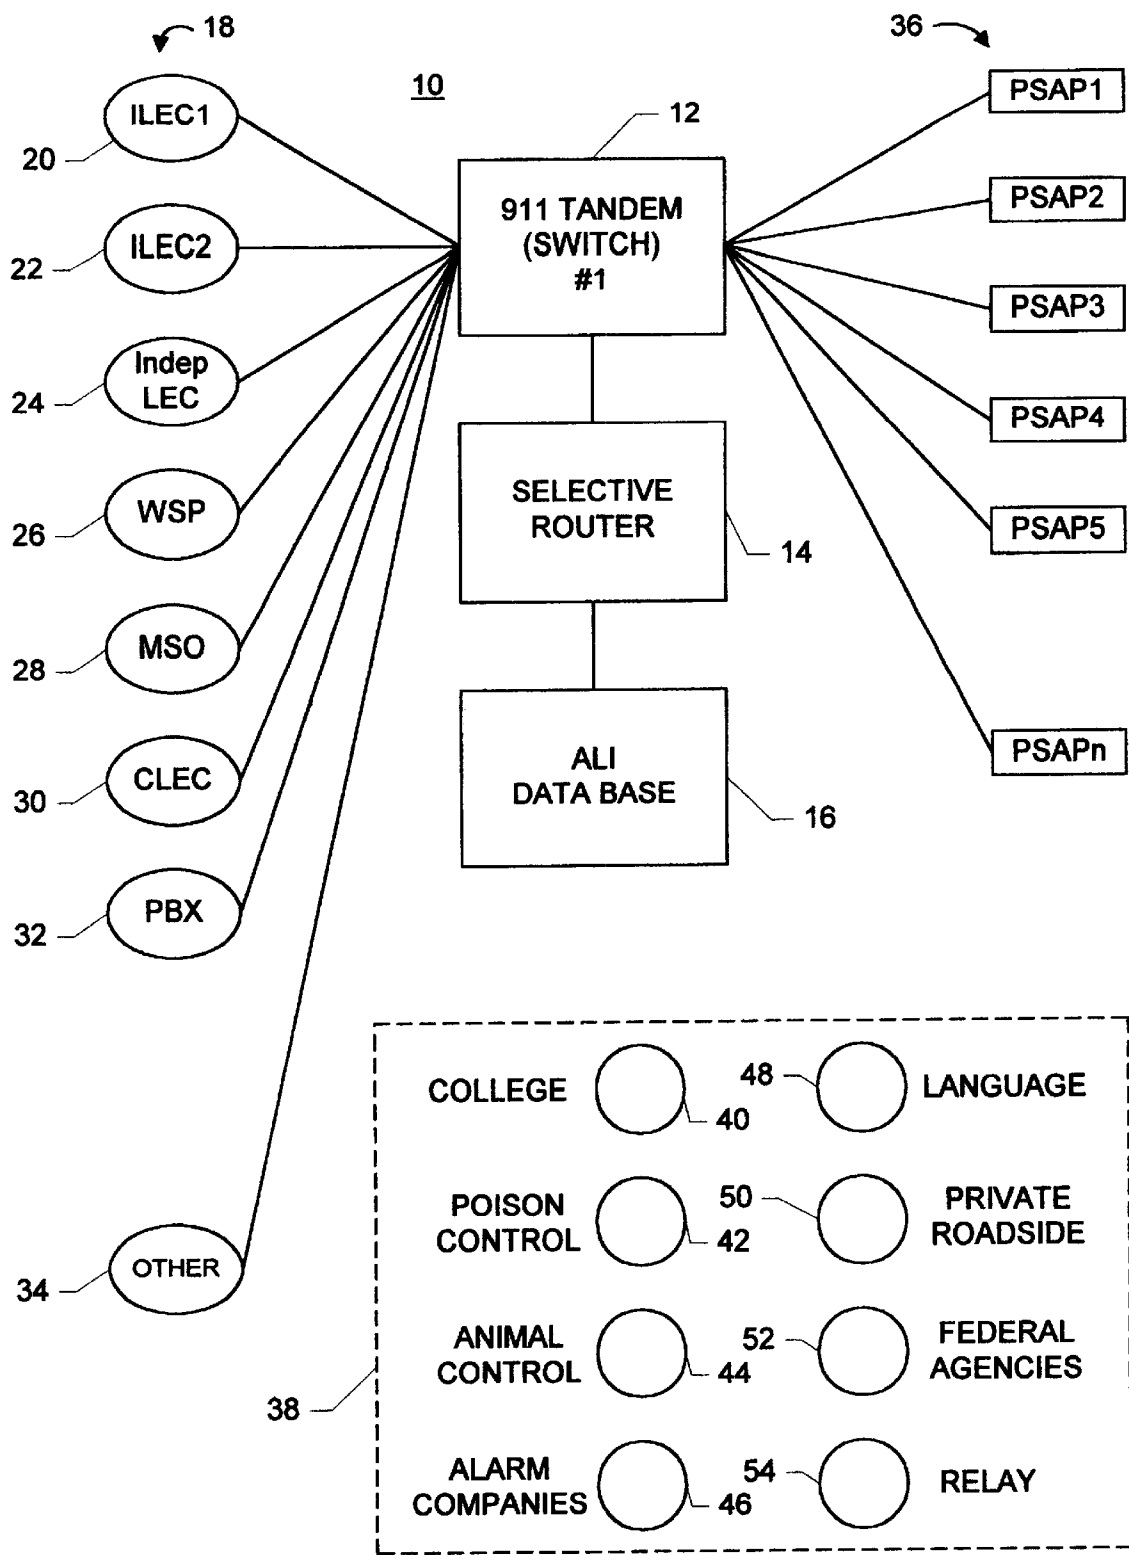 18
36
10
ILEC1
20
12
PSAP1
911 TANDEM
(SWITCH)
#1
PSAP2
ILEC2
22
PSAP3
Indep
LEC
24
PSAP4
SELECTIVE
ROUTER
14
WSP
26
PSAP5
MSO
28
ALI
DATA BASE
16
PSAPn
CLEC
30
PBX
32
OTHER
34
38
COLLEGE
40
48
LANGUAGE
POISON
CONTROL
42
50
PRIVATE
ROADSIDE
ANIMAL
CONTROL
44
52
FEDERAL
AGENCIES
ALARM
COMPANIES
46
54
RELAY